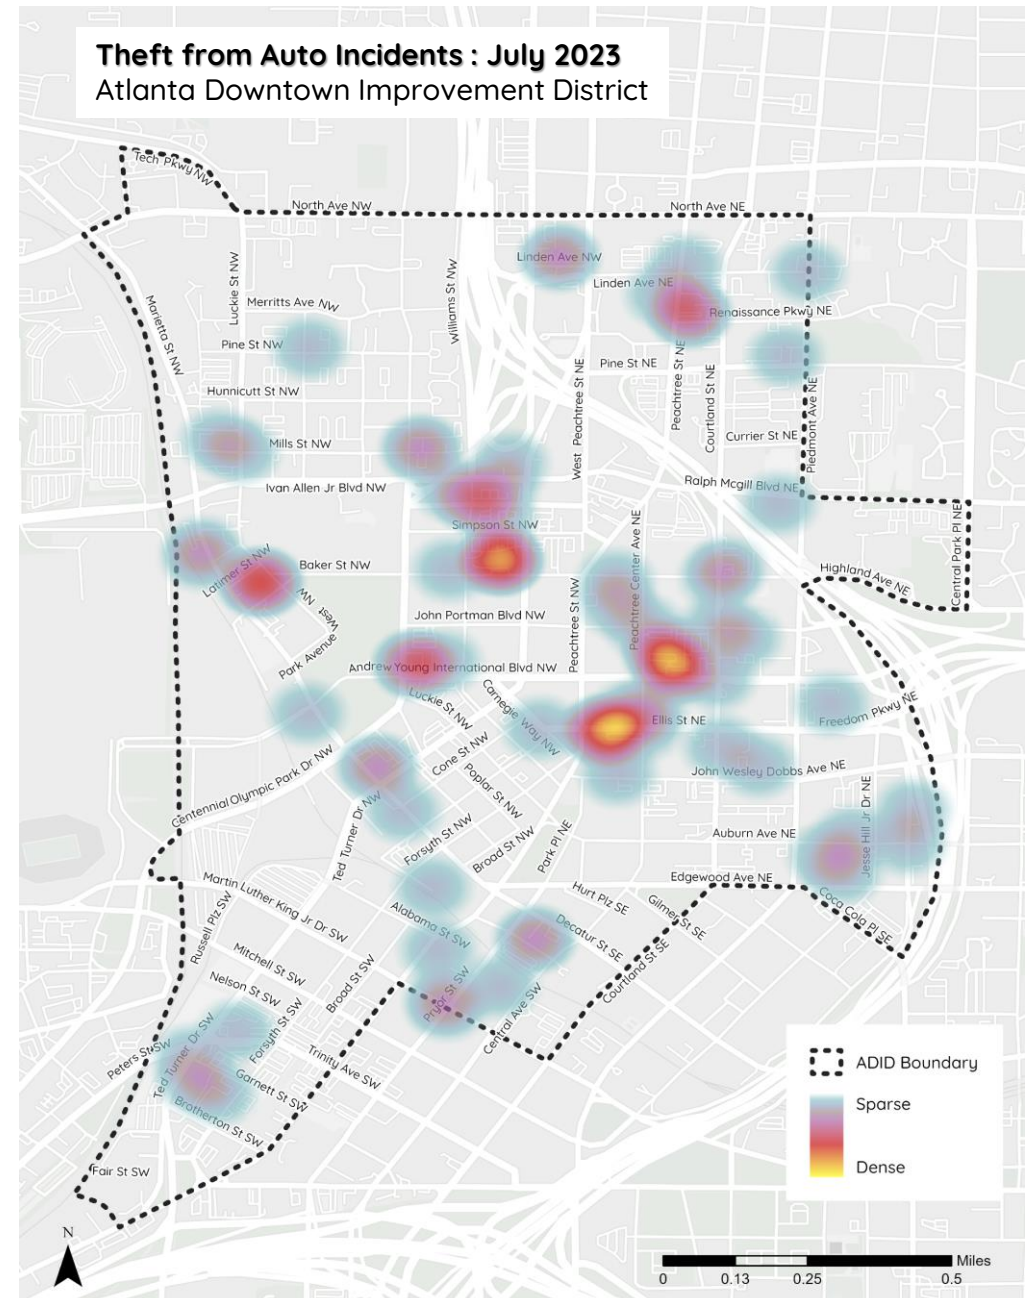 Theft from Auto Incidents : July 2023
Atlanta Downtown Improvement District
Tech Pkwy NW
North Ave NW
North Ave NE
Luckie St NW
Williams St NW
Linden Ave NW
Linden Ave NE
Merritts Ave NW
Renaissance Pkwy NE
Marietta St NW
Pine St NW
Pine St NE
Peachtree St NE
Courtland St NE
West Peachtree St NE
Hunnicutt St NW
Piedmont Ave NE
Mills St NW
Currier St NE
Ivan Allen Jr Blvd NW
Ralph Mcgill Blvd NE
Simpson St NW
Peachtree Center Ave NE
Central Park Pl NE
Latimer St NW
Baker St NW
Highland Ave NE
West
Park Avenue
NW
John Portman Blvd NW
Peachtree St NW
Andrew Young International Blvd NW
Luckie St NW
Carnegie Way NW
Ellis St NE
Freedom Pkwy NE
Cone St NW
Centennial Olympic Park Dr NW
Poplar St NW
John Wesley Dobbs Ave NE
Ted Turner Dr NW
Forsyth St NW
Broad St NW
Park Pl NE
Auburn Ave NE
Jesse Hill Jr Dr NE
Edgewood Ave NE
Martin Luther King Jr Dr SW
Hurt Plz SE
Gilmer St SE
Coca Cola Pl SE
Russell Plz SW
Alabama St SW
Decatur St SE
Mitchell St SW
Courtland St SE
Nelson St SW
Broad St SW
Pryor St SW
Central Ave SW
Forsyth St SW
Peters St SW
Ted Turner Dr SW
Trinity Ave SW
Garnett St SW
Brotherton St SW
Fair St SW
ADID Boundary
Sparse
Dense
N
Miles
0
0.13
0.25
0.5